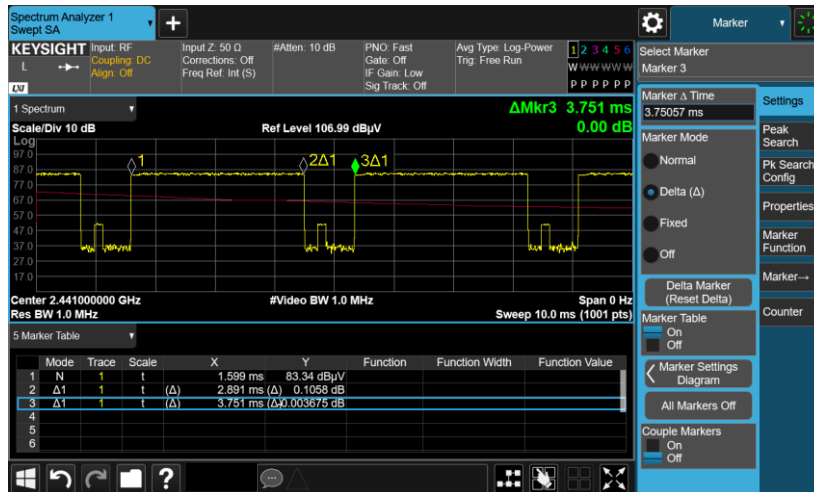 Spectrum Analyzer 1
Swept SA
+
Marker
KEYSIGHT
L
LXI
Input: RF
Coupling: DC
Align: Off
Input Z: 50 Ω
Corrections: Off
Freq Ref: Int (S)
#Atten: 10 dB
PNO: Fast
Gate: Off
IF Gain: Low
Sig Track: Off
Avg Type: Log-Power
Trig: Free Run
1 2 3 4 5 6
W W W W W W
P P P P P P
Select Marker
Marker 3
1 Spectrum
ΔMkr3 3.751 ms
0.00 dB
Scale/Div 10 dB
Ref Level 106.99 dBµV
Log
97.0
87.0
77.0
67.0
57.0
47.0
37.0
27.0
17.0
1
2Δ1
3Δ1
Center 2.441000000 GHz
#Video BW 1.0 MHz
Span 0 Hz
Res BW 1.0 MHz
Sweep 10.0 ms (1001 pts)
5 Marker Table
Mode Trace Scale X Y Function Function Width Function Value
1 N 1 t 1.599 ms 83.34 dBµV
2 Δ1 1 t (Δ) 2.891 ms (Δ) 0.1058 dB
3 Δ1 1 t (Δ) 3.751 ms (Δ) 0.003675 dB
4
5
6
?
Marker Δ Time
3.75057 ms
Marker Mode
Normal
Delta (Δ)
Fixed
Off
Delta Marker
(Reset Delta)
Marker Table
On
Off
Marker Settings
Diagram
All Markers Off
Couple Markers
On
Off
Settings
Peak
Search
Pk Search
Config
Properties
Marker
Function
Marker→
Counter